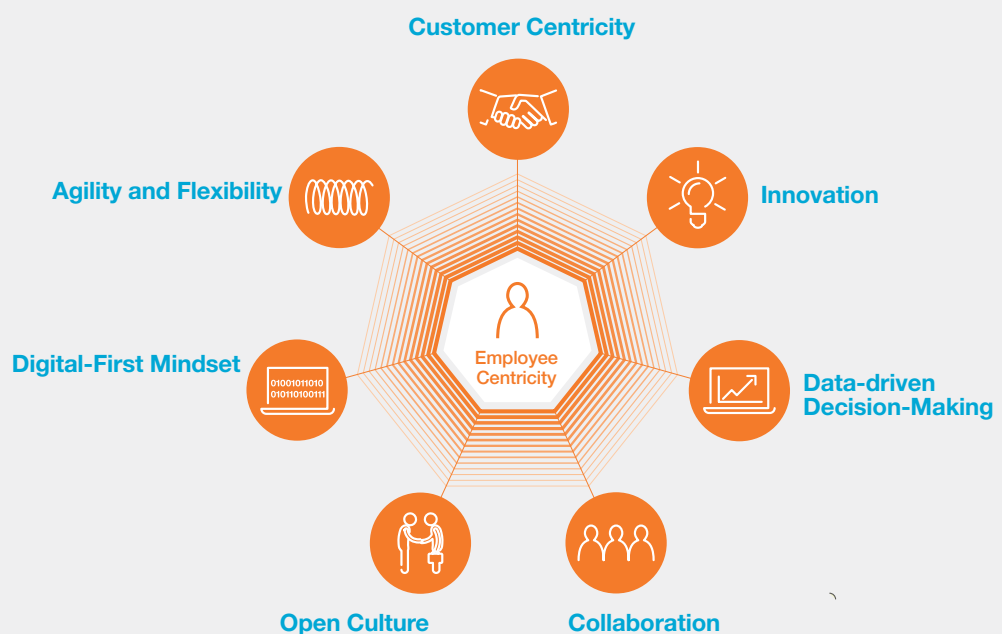 Customer Centricity
Agility and Flexibility
Innovation
Employee
Centricity
Digital-First Mindset
01001011010
010110100111
Data-driven
Decision-Making
Open Culture
Collaboration